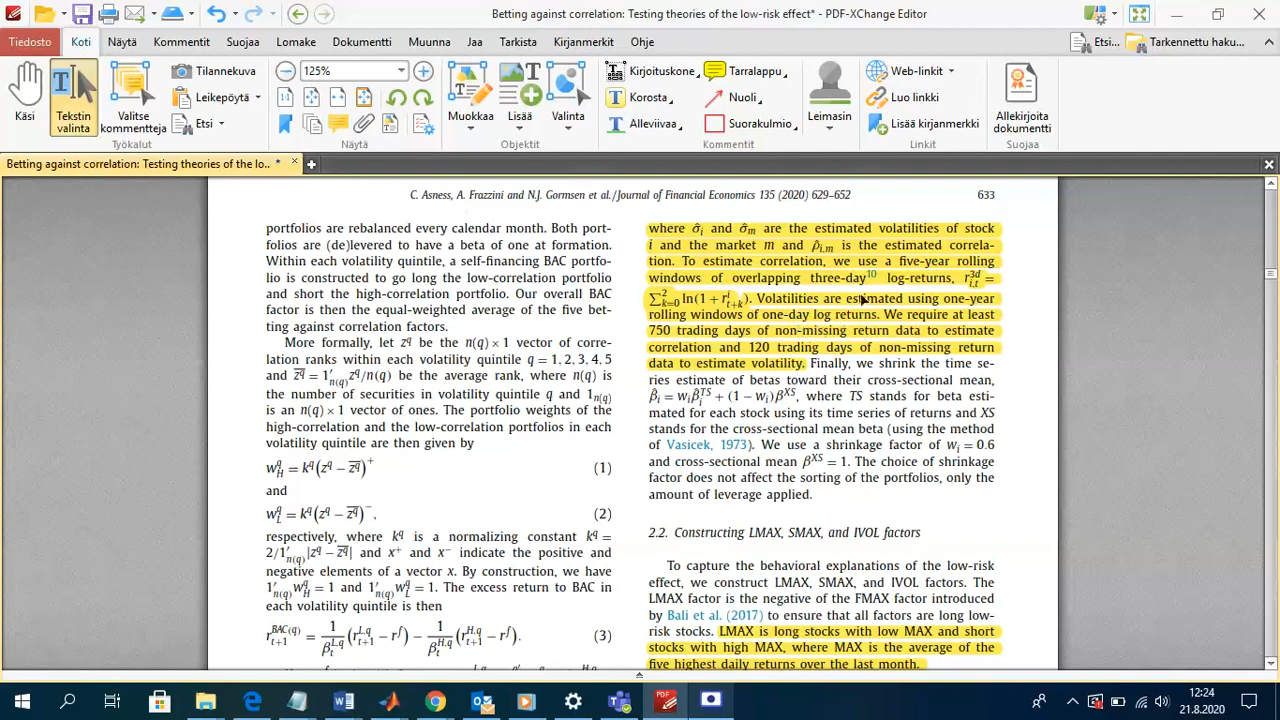 Betting against correlation: Testing theories of the low-risk effect* - PDF-XChange Editor
Tiedosto Koti Näytä Kommentit Suojaa Lomake Dokumentti Muunna Jaa Tarkista Kirjanmerkit Ohje
Etsi... Tarkennettu haku...
Käsi
Tekstin valinta
Valitse kommentteja
Tilannekuva
Leikepöytä
Etsi
Työkalut
125%
Näytä
Muokkaa
Lisää
Valinta
Objektit
Kirjoituskone
Korosta
Alleviivaa
Tarralappu
Nuoli
Suorakulmio
Leimasin
Kommentit
Web-linkit
Luo linkki
Lisää kirjanmerkki
Linkit
Allekirjoita dokumentti
Suojaa
Betting against correlation: Testing theories of the lo.. *
C. Asness, A. Frazzini and N.J. Gormsen et al. / Journal of Financial Economics 135 (2020) 629–652 633
portfolios are rebalanced every calendar month. Both port-
folios are (de)levered to have a beta of one at formation.
Within each volatility quintile, a self-financing BAC portfo-
lio is constructed to go long the low-correlation portfolio
and short the high-correlation portfolio. Our overall BAC
factor is then the equal-weighted average of the five bet-
ting against correlation factors.
More formally, let z^q be the n(q) × 1 vector of corre-
lation ranks within each volatility quintile q = 1, 2, 3, 4, 5
and \overline{z^q} = 1'_{n(q)} z^q/n(q) be the average rank, where n(q) is
the number of securities in volatility quintile q and 1_{n(q)}
is an n(q) × 1 vector of ones. The portfolio weights of the
high-correlation and the low-correlation portfolios in each
volatility quintile are then given by
w_H^q = k^q(z^q − \overline{z^q})^+ (1)
and
w_L^q = k^q(z^q − \overline{z^q})^−, (2)
respectively, where k^q is a normalizing constant k^q =
2/1'_{n(q)}|z^q − \overline{z^q}| and x^+ and x^− indicate the positive and
negative elements of a vector x. By construction, we have
1'_{n(q)} w_H^q = 1 and 1'_{n(q)} w_L^q = 1. The excess return to BAC in
each volatility quintile is then
r_{t+1}^{BAC(q)} = \frac{1}{β_t^{L,q}}(r_{t+1}^{L,q} − r^f) − \frac{1}{β_t^{H,q}}(r_{t+1}^{H,q} − r^f). (3)
where σ̂_i and σ̂_m are the estimated volatilities of stock
i and the market m and ρ̂_{i,m} is the estimated correla-
tion. To estimate correlation, we use a five-year rolling
windows of overlapping three-day^10 log-returns, r_{i,t}^{3d} =
∑_{k=0}^2 ln(1 + r_{t+k}^i). Volatilities are estimated using one-year
rolling windows of one-day log returns. We require at least
750 trading days of non-missing return data to estimate
correlation and 120 trading days of non-missing return
data to estimate volatility. Finally, we shrink the time se-
ries estimate of betas toward their cross-sectional mean,
β̂_i = w_i β̂_i^{TS} + (1 − w_i)β^{XS}, where TS stands for beta esti-
mated for each stock using its time series of returns and XS
stands for the cross-sectional mean beta (using the method
of Vasicek, 1973). We use a shrinkage factor of w_i = 0.6
and cross-sectional mean β^{XS} = 1. The choice of shrinkage
factor does not affect the sorting of the portfolios, only the
amount of leverage applied.
2.2. Constructing LMAX, SMAX, and IVOL factors
To capture the behavioral explanations of the low-risk
effect, we construct LMAX, SMAX, and IVOL factors. The
LMAX factor is the negative of the FMAX factor introduced
by Bali et al. (2017) to ensure that all factors are long low-
risk stocks. LMAX is long stocks with low MAX and short
stocks with high MAX, where MAX is the average of the
five highest daily returns over the last month.
12:24
21.8.2020